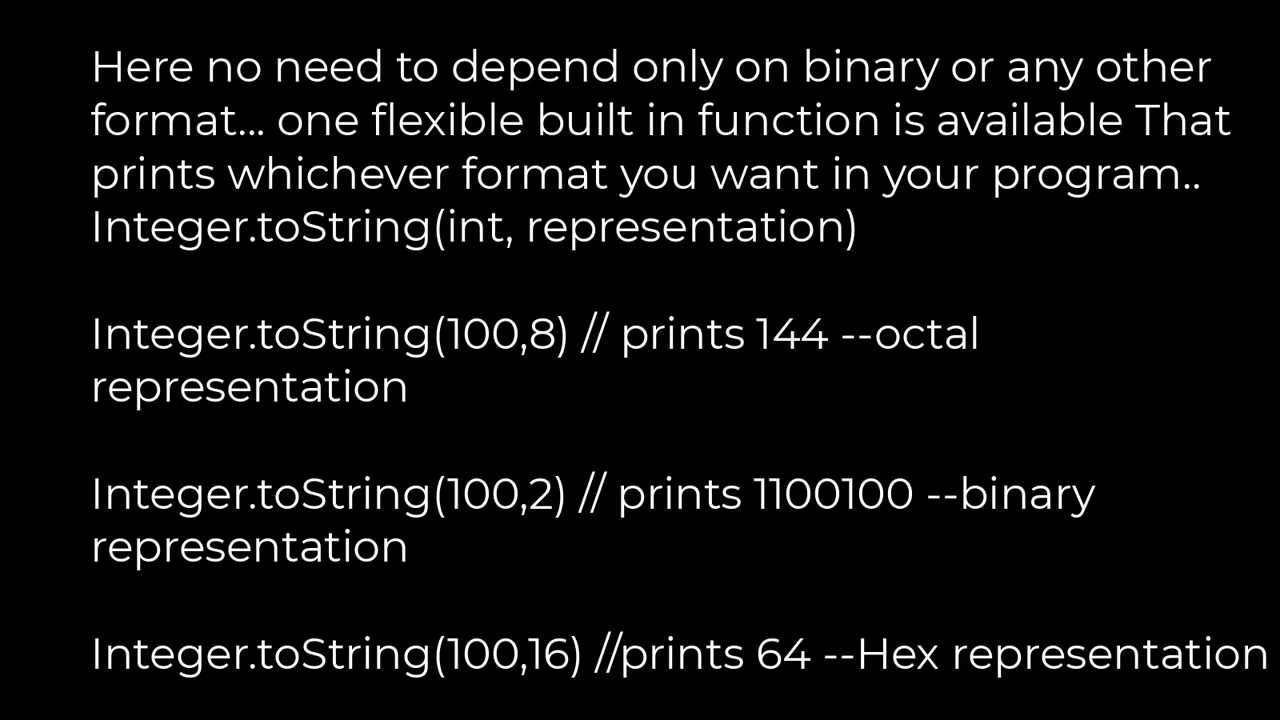 Here no need to depend only on binary or any other
format... one flexible built in function is available That
prints whichever format you want in your program..
Integer.toString(int, representation)
Integer.toString(100,8) // prints 144 --octal
representation
Integer.toString(100,2) // prints 1100100 --binary
representation
Integer.toString(100,16) //prints 64 --Hex representation